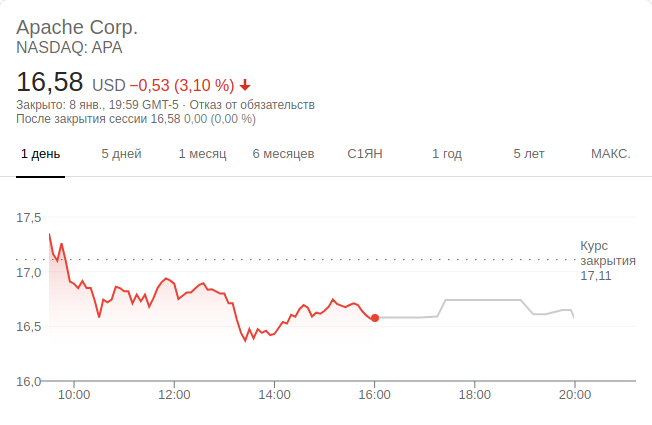 Apache Corp.
NASDAQ: APA
16,58 USD −0,53 (3,10 %)
Закрыто: 8 янв., 19:59 GMT-5 · Отказ от обязательств
После закрытия сессии 16,58 0,00 (0,00 %)
1 день 5 дней 1 месяц 6 месяцев С1ЯН 1 год 5 лет МАКС.
17,5
Курс
закрытия
17,11
17,0
16,5
16,0
10:00 12:00 14:00 16:00 18:00 20:00